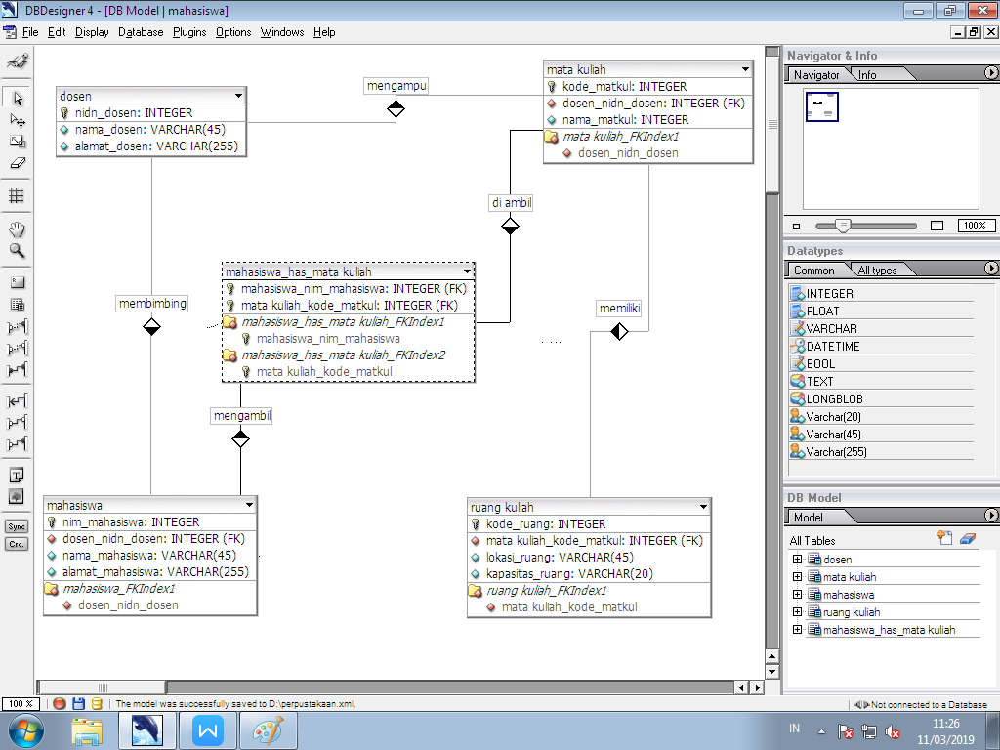 DBDesigner 4 - [DB Model | mahasiswa]
File Edit Display Database Plugins Options Windows Help
mengampu
dosen
nidn_dosen: INTEGER
nama_dosen: VARCHAR(45)
alamat_dosen: VARCHAR(255)
mata kuliah
kode_matkul: INTEGER
dosen_nidn_dosen: INTEGER (FK)
nama_matkul: INTEGER
mata kuliah_FKIndex1
dosen_nidn_dosen
di ambil
mahasiswa_has_mata kuliah
mahasiswa_nim_mahasiswa: INTEGER (FK)
mata kuliah_kode_matkul: INTEGER (FK)
mahasiswa_has_mata kuliah_FKIndex1
mahasiswa_nim_mahasiswa
mahasiswa_has_mata kuliah_FKIndex2
mata kuliah_kode_matkul
membimbing
memiliki
mengambil
mahasiswa
nim_mahasiswa: INTEGER
dosen_nidn_dosen: INTEGER (FK)
nama_mahasiswa: VARCHAR(45)
alamat_mahasiswa: VARCHAR(255)
mahasiswa_FKIndex1
dosen_nidn_dosen
ruang kuliah
kode_ruang: INTEGER
mata kuliah_kode_matkul: INTEGER (FK)
lokasi_ruang: VARCHAR(45)
kapasitas_ruang: VARCHAR(20)
ruang kuliah_FKIndex1
mata kuliah_kode_matkul
Sync
Crc.
Navigator & Info
Navigator Info
100%
Datatypes
Common All types
INTEGER
FLOAT
VARCHAR
DATETIME
BOOL
TEXT
LONGBLOB
Varchar(20)
Varchar(45)
Varchar(255)
DB Model
Model
All Tables
dosen
mata kuliah
mahasiswa
ruang kuliah
mahasiswa_has_mata kuliah
100 % The model was successfully saved to D:\perpustakaan.xml. Not connected to a Database
W
IN
11:26
11/03/2019